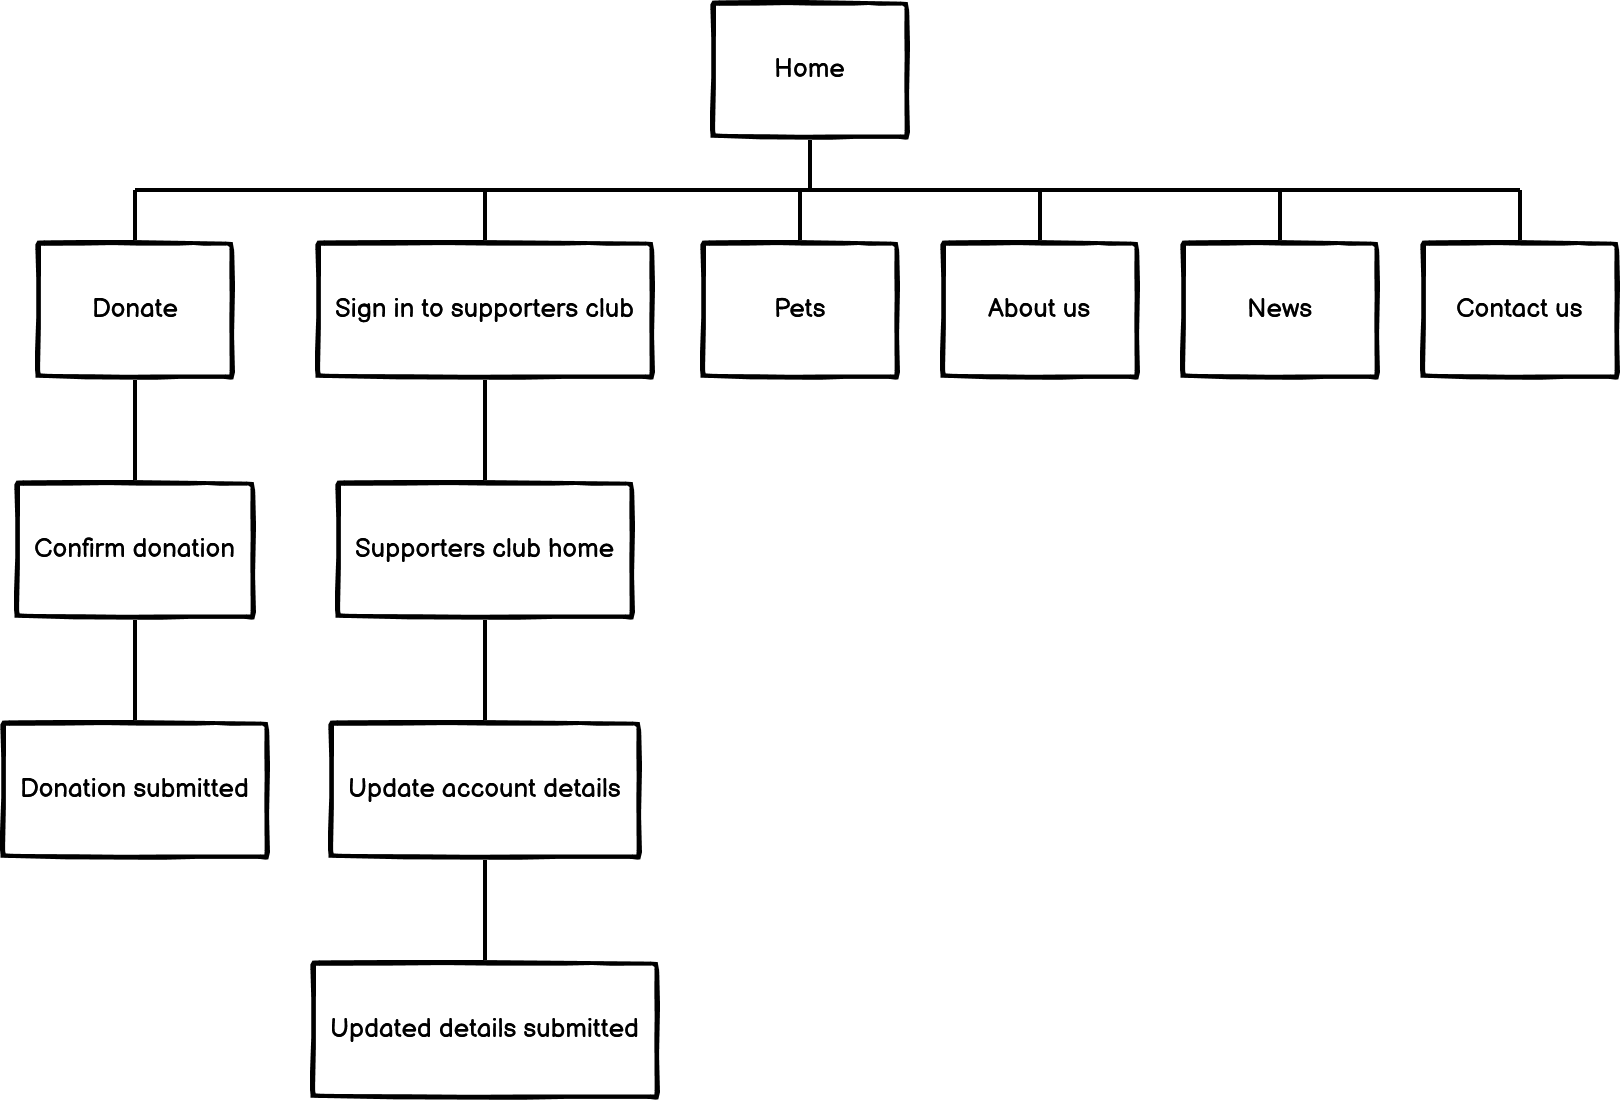 Home
Donate
Sign in to supporters club
Pets
About us
News
Contact us
Confirm donation
Supporters club home
Donation submitted
Update account details
Updated details submitted